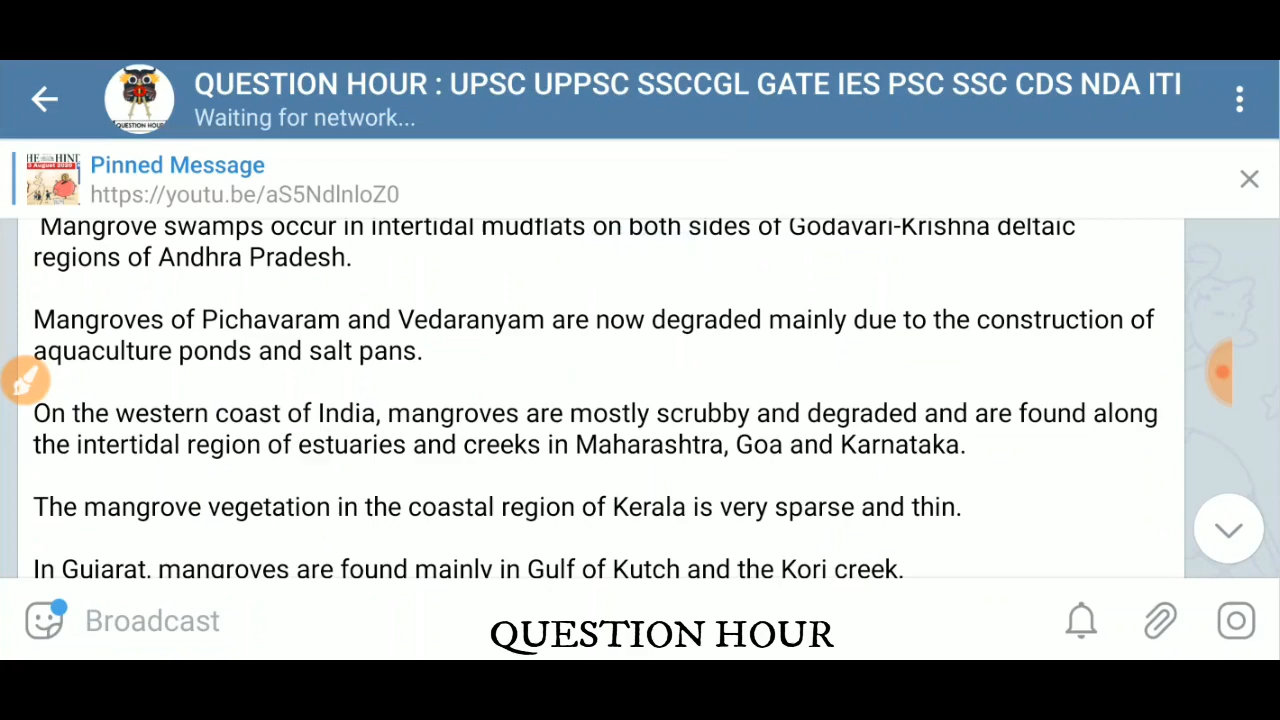 QUESTION HOUR : UPSC UPPSC SSCCGL GATE IES PSC SSC CDS NDA ITI
Waiting for network...
QUESTION HOUR
Pinned Message
https://youtu.be/aS5NdlnloZ0
Mangrove swamps occur in intertidal mudflats on both sides of Godavari-Krishna deltaic
regions of Andhra Pradesh.
Mangroves of Pichavaram and Vedaranyam are now degraded mainly due to the construction of
aquaculture ponds and salt pans.
On the western coast of India, mangroves are mostly scrubby and degraded and are found along
the intertidal region of estuaries and creeks in Maharashtra, Goa and Karnataka.
The mangrove vegetation in the coastal region of Kerala is very sparse and thin.
In Gujarat, mangroves are found mainly in Gulf of Kutch and the Kori creek.
Broadcast
QUESTION HOUR